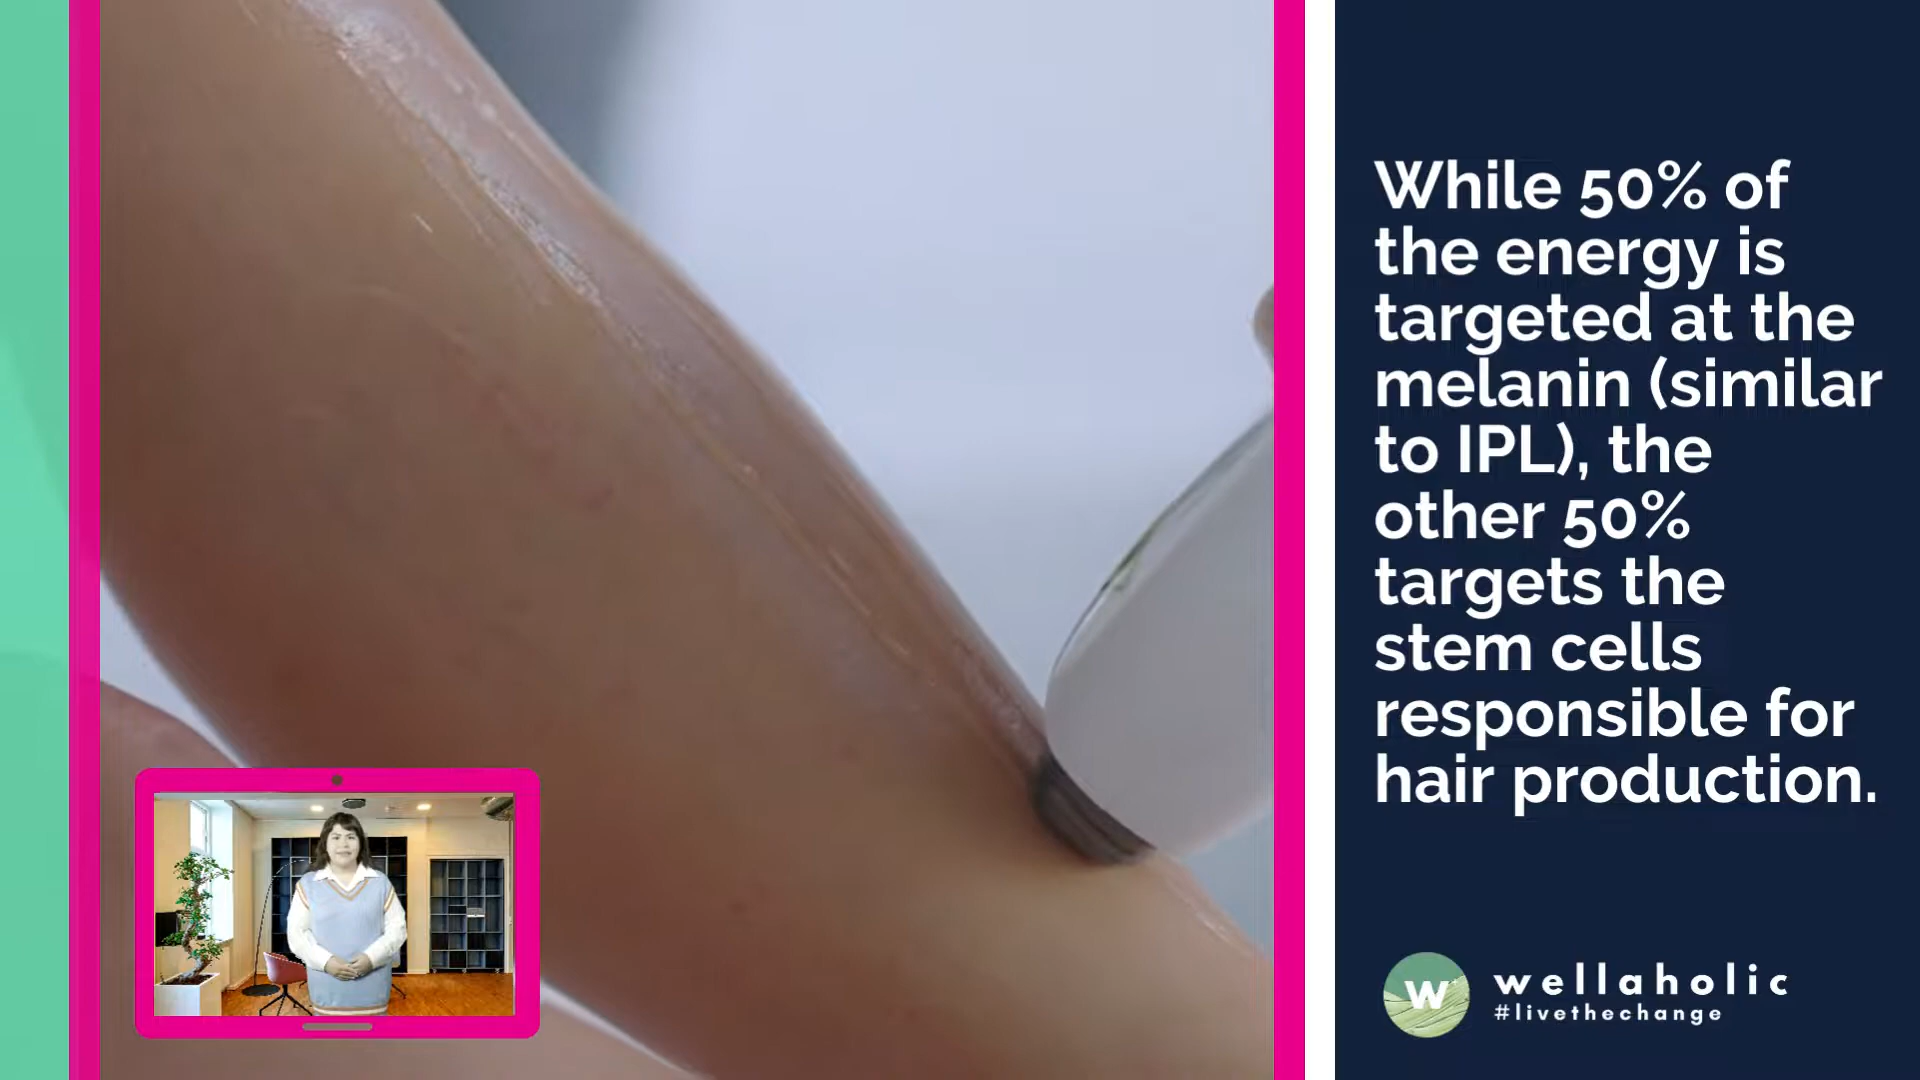 While 50% of
the energy is
targeted at the
melanin (similar
to IPL), the
other 50%
targets the
stem cells
responsible for
hair production.
w
wellaholic
#livethechange